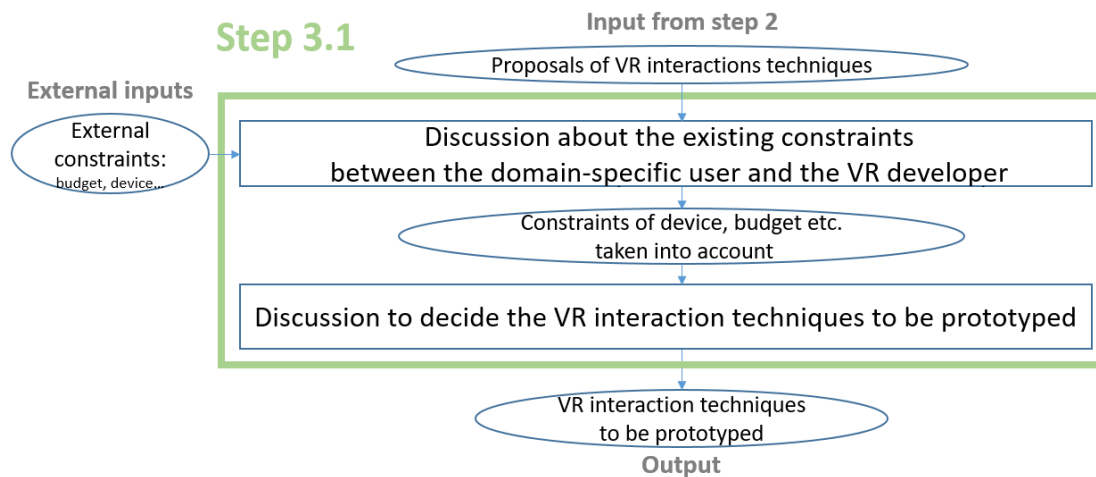 Step 3.1
Input from step 2
Proposals of VR interactions techniques
External inputs
External
constraints:
budget, device...
Discussion about the existing constraints
between the domain-specific user and the VR developer
Constraints of device, budget etc.
taken into account
Discussion to decide the VR interaction techniques to be prototyped
VR interaction techniques
to be prototyped
Output